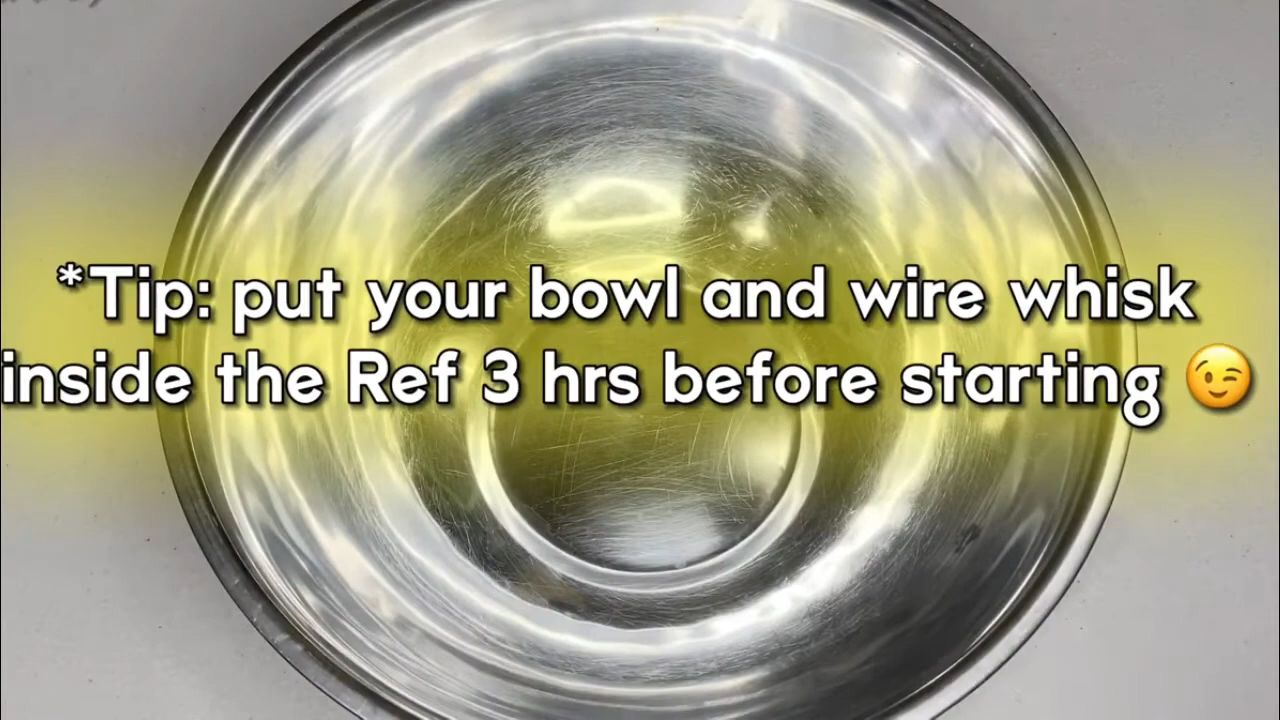 *Tip: put your bowl and wire whisk
inside the Ref 3 hrs before starting 😉